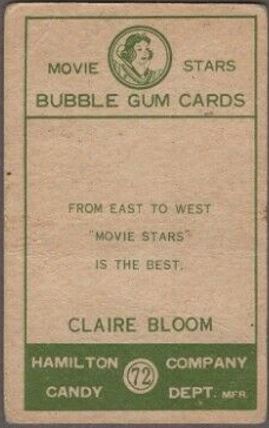 MOVIE STARS
BUBBLE GUM CARDS
FROM EAST TO WEST
"MOVIE STARS"
IS THE BEST.
CLAIRE BLOOM
HAMILTON COMPANY
72
CANDY DEPT. MFR.